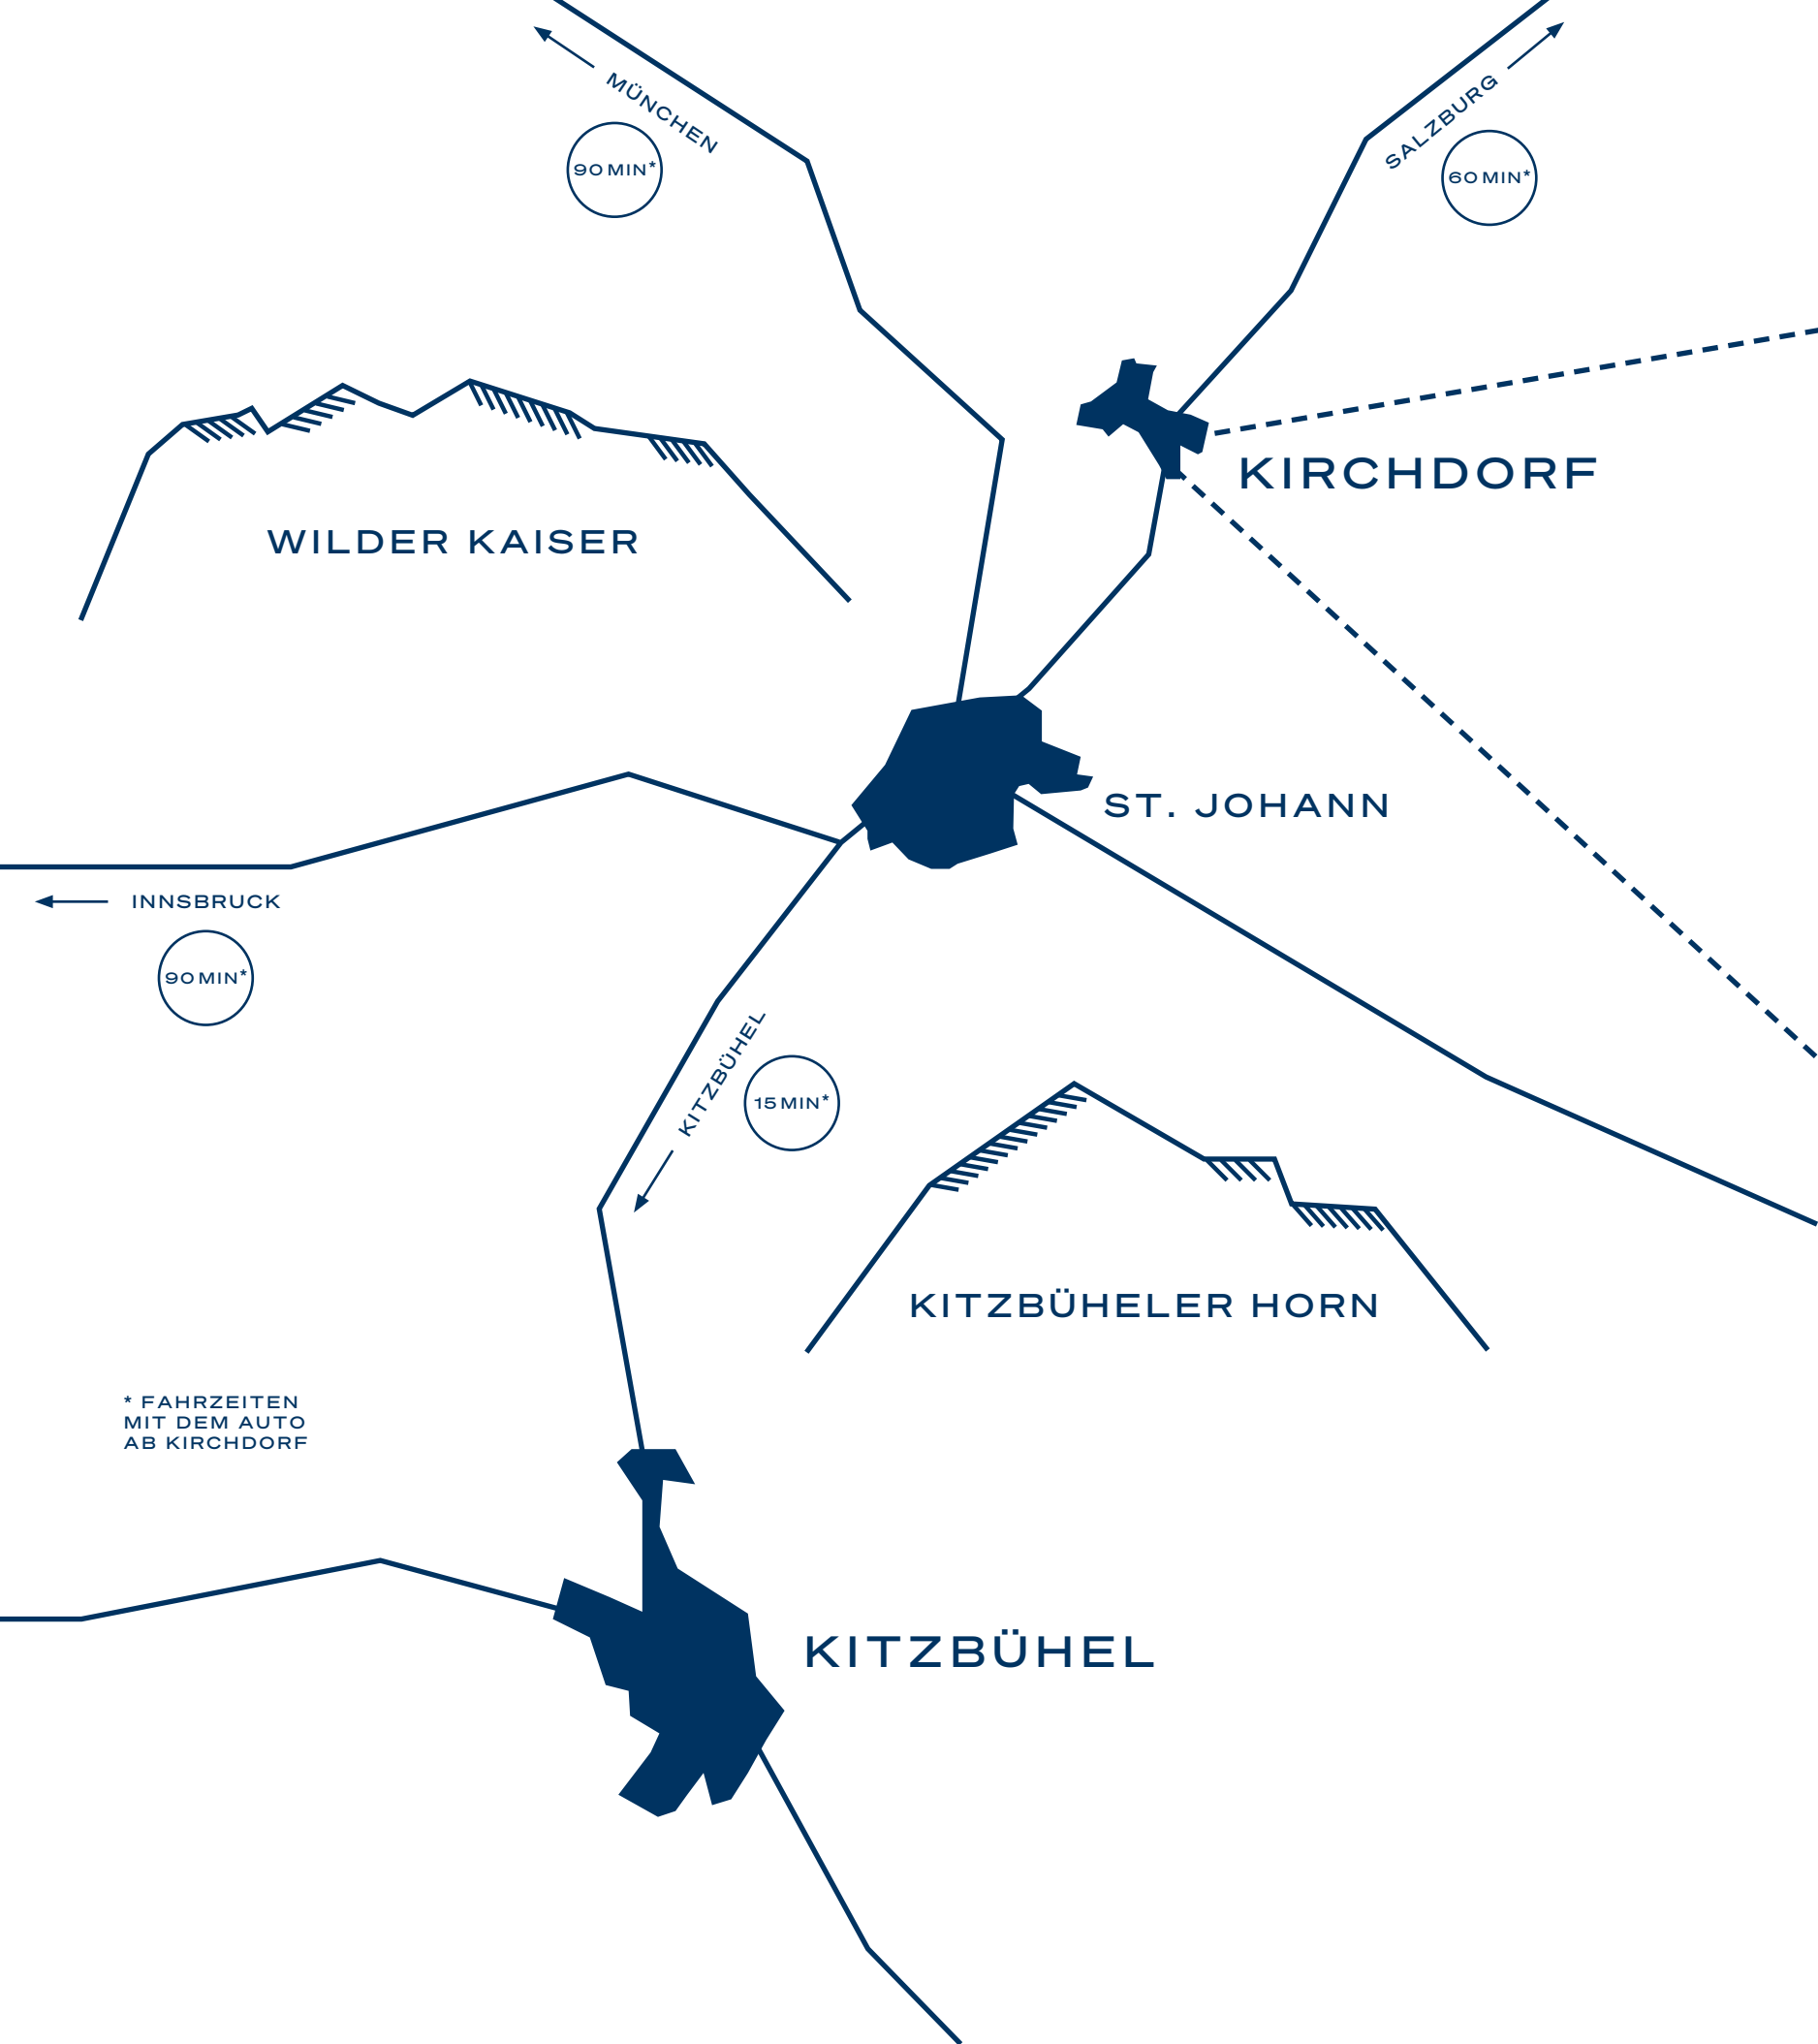 MÜNCHEN
90 MIN*
SALZBURG
60 MIN*
KIRCHDORF
WILDER KAISER
ST. JOHANN
INNSBRUCK
90 MIN*
KITZBÜHEL
15 MIN*
KITZBÜHELER HORN
* FAHRZEITEN
MIT DEM AUTO
AB KIRCHDORF
KITZBÜHEL